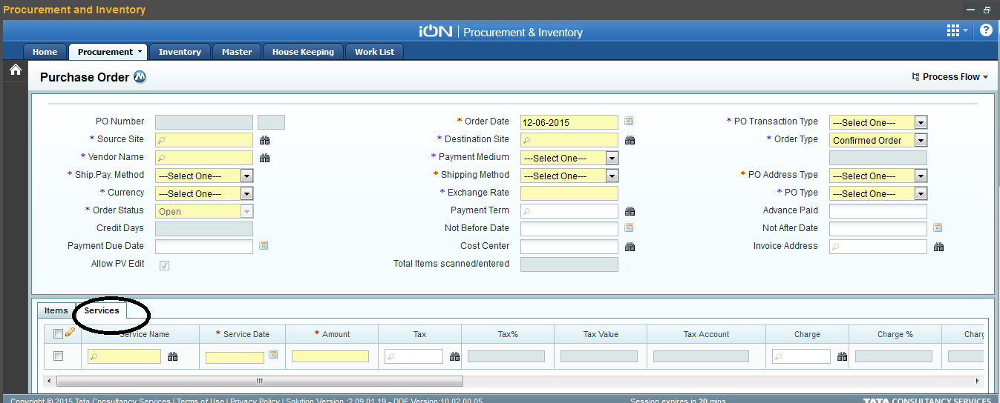 Procurement and Inventory
iON | Procurement & Inventory
?
Home Procurement Inventory Master House Keeping Work List
Purchase Order Process Flow
PO Number * Order Date 12-06-2015 * PO Transaction Type ---Select One---
* Source Site * Destination Site * Order Type Confirmed Order
* Vendor Name * Payment Medium ---Select One---
* Ship.Pay. Method ---Select One--- * Shipping Method ---Select One--- * PO Address Type ---Select One---
* Currency ---Select One--- * Exchange Rate * PO Type ---Select One---
* Order Status Open Payment Term Advance Paid
Credit Days Not Before Date Not After Date
Payment Due Date Cost Center Invoice Address
Allow PV Edit Total Items scanned/entered
Items Services
Service Name * Service Date * Amount Tax Tax% Tax Value Tax Account Charge Charge %
Copyright © 2015 Tata Consultancy Services | Terms of Use | Privacy Policy | Solution Version :2.09.01.19 - DDF Version:10.02.00.05 Session expires in 20 mins TATA CONSULTANCY SERVICES